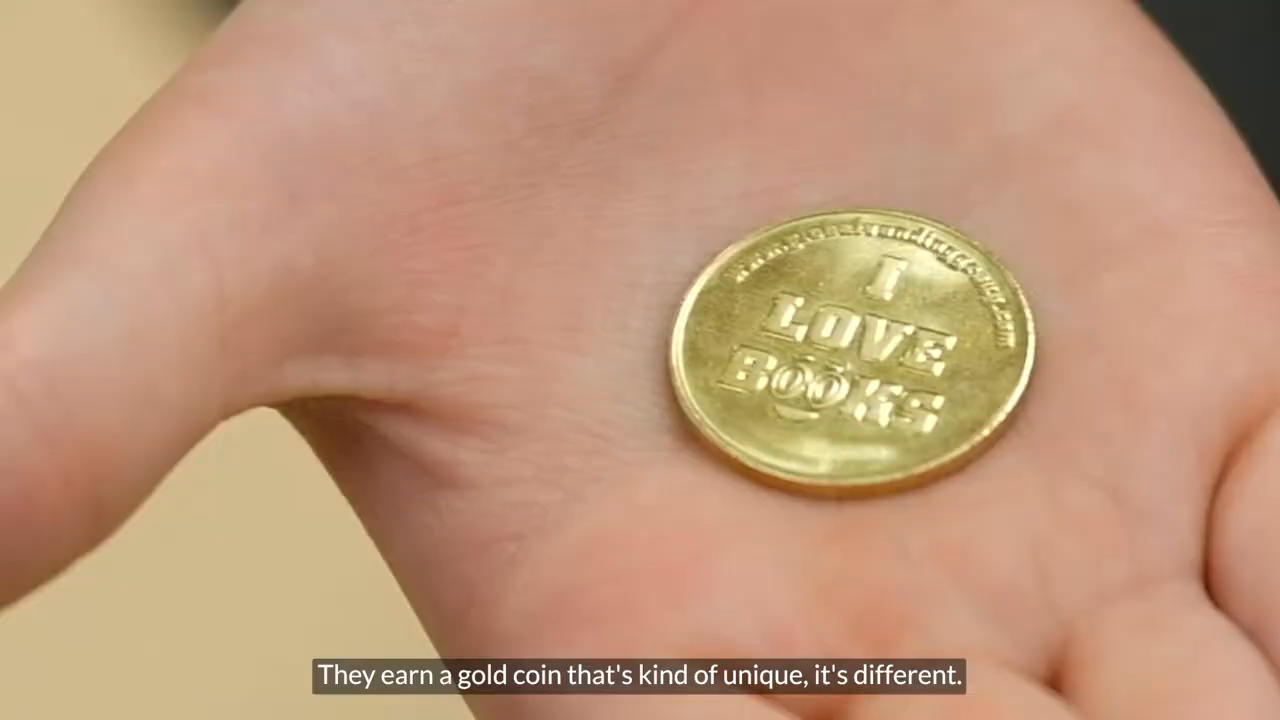 I
LOVE
BOOKS
They earn a gold coin that's kind of unique, it's different.